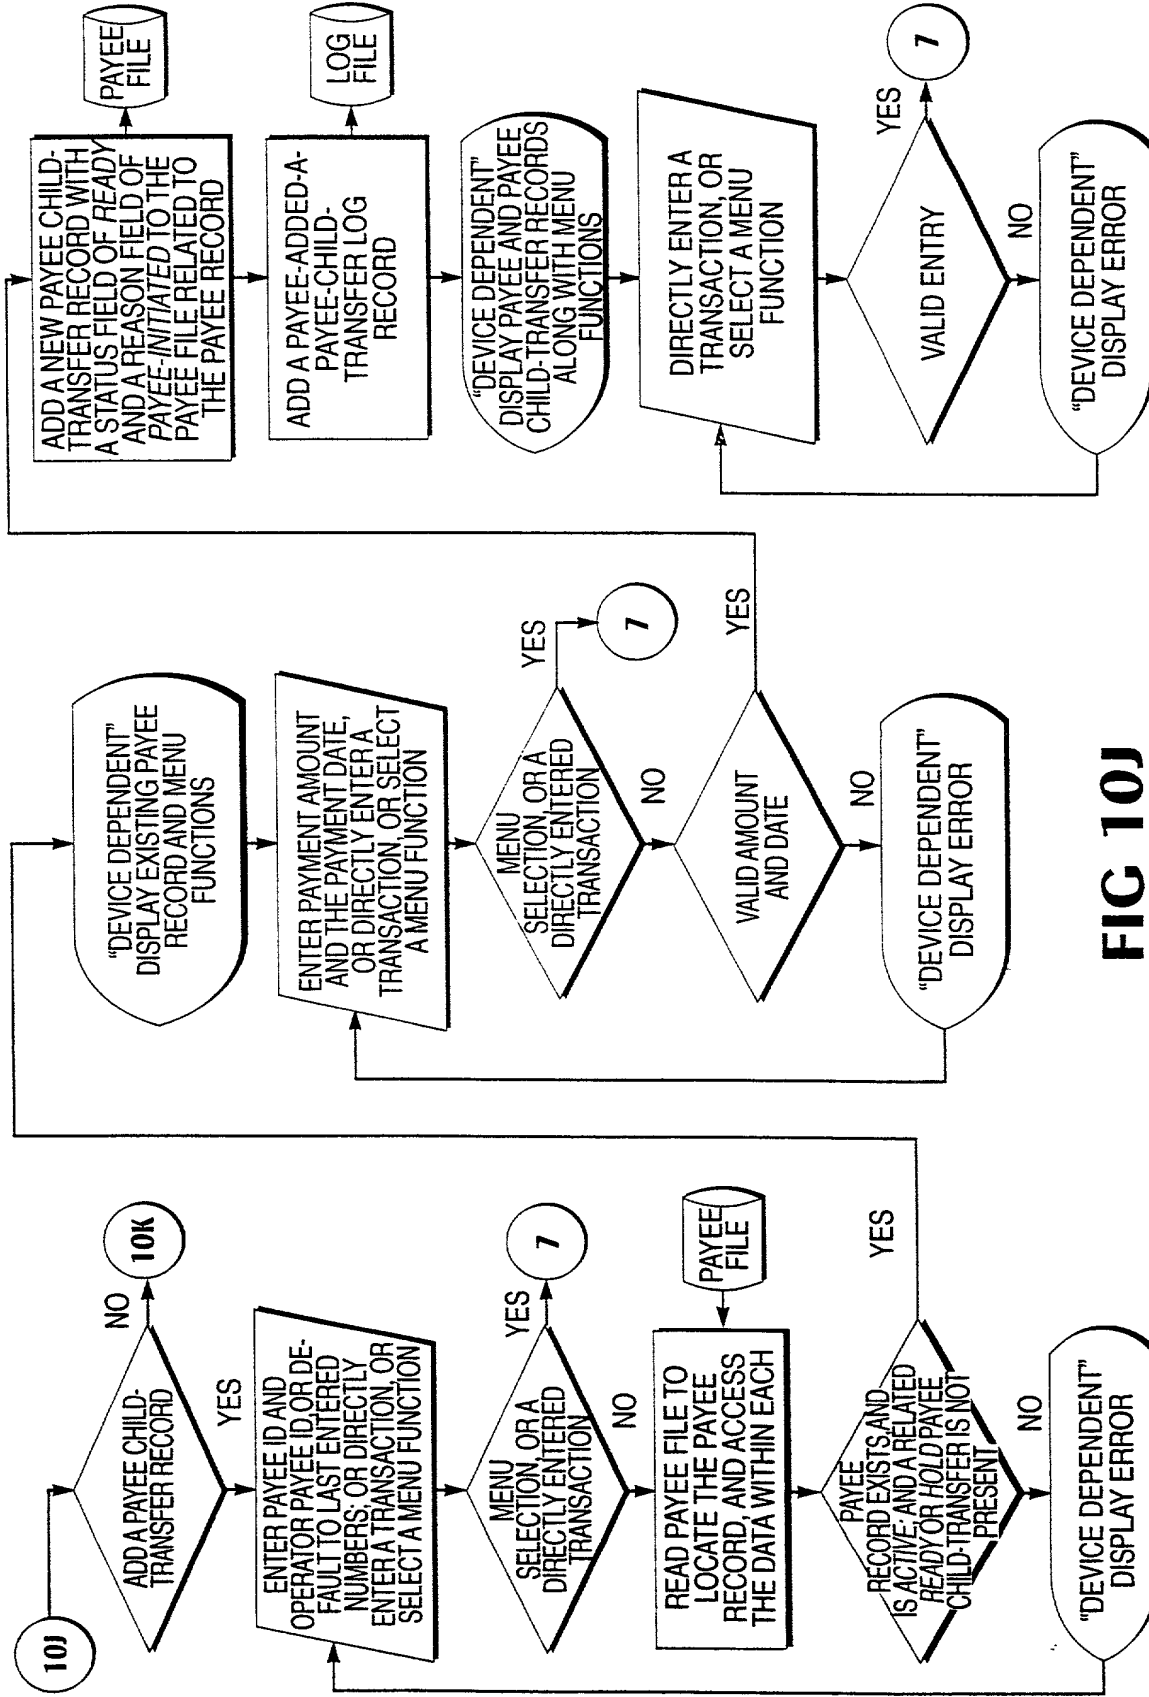 10J
ADD A PAYEE CHILD-
TRANSFER RECORD
NO
10K
YES
ENTER PAYEE ID AND
OPERATOR PAYEE ID, OR DE-
FAULT TO LAST ENTERED
NUMBERS; OR DIRECTLY
ENTER A TRANSACTION, OR
SELECT A MENU FUNCTION
MENU
SELECTION, OR A
DIRECTLY ENTERED
TRANSACTION
YES
7
NO
READ PAYEE FILE TO
LOCATE THE PAYEE
RECORD, AND ACCESS
THE DATA WITHIN EACH
PAYEE
FILE
PAYEE
RECORD EXISTS AND
IS ACTIVE, AND A RELATED
READY OR HOLD PAYEE
CHILD-TRANSFER IS NOT
PRESENT
YES
NO
"DEVICE DEPENDENT"
DISPLAY ERROR
"DEVICE DEPENDENT"
DISPLAY EXISTING PAYEE
RECORD AND MENU
FUNCTIONS
ENTER PAYMENT AMOUNT
AND THE PAYMENT DATE,
OR DIRECTLY ENTER A
TRANSACTION, OR SELECT
A MENU FUNCTION
MENU
SELECTION, OR A
DIRECTLY ENTERED
TRANSACTION
YES
7
NO
VALID AMOUNT
AND DATE
YES
NO
"DEVICE DEPENDENT"
DISPLAY ERROR
ADD A NEW PAYEE CHILD-
TRANSFER RECORD WITH
A STATUS FIELD OF READY
AND A REASON FIELD OF
PAYEE-INITIATED TO THE
PAYEE FILE RELATED TO
THE PAYEE RECORD
PAYEE
FILE
ADD A PAYEE-ADDED-A-
PAYEE-CHILD-
TRANSFER LOG
RECORD
LOG
FILE
"DEVICE DEPENDENT"
DISPLAY PAYEE AND PAYEE
CHILD-TRANSFER RECORDS
ALONG WITH MENU
FUNCTIONS
DIRECTLY ENTER A
TRANSACTION, OR
SELECT A MENU
FUNCTION
VALID ENTRY
YES
7
NO
"DEVICE DEPENDENT"
DISPLAY ERROR
FIG 10J